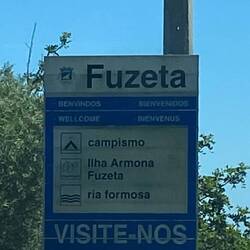 Fuzeta
BENVINDOS BIENVENIDOS
WELLCOME BIENVENUS
campismo
Ilha Armona
Fuzeta
ria formosa
VISITE-NOS